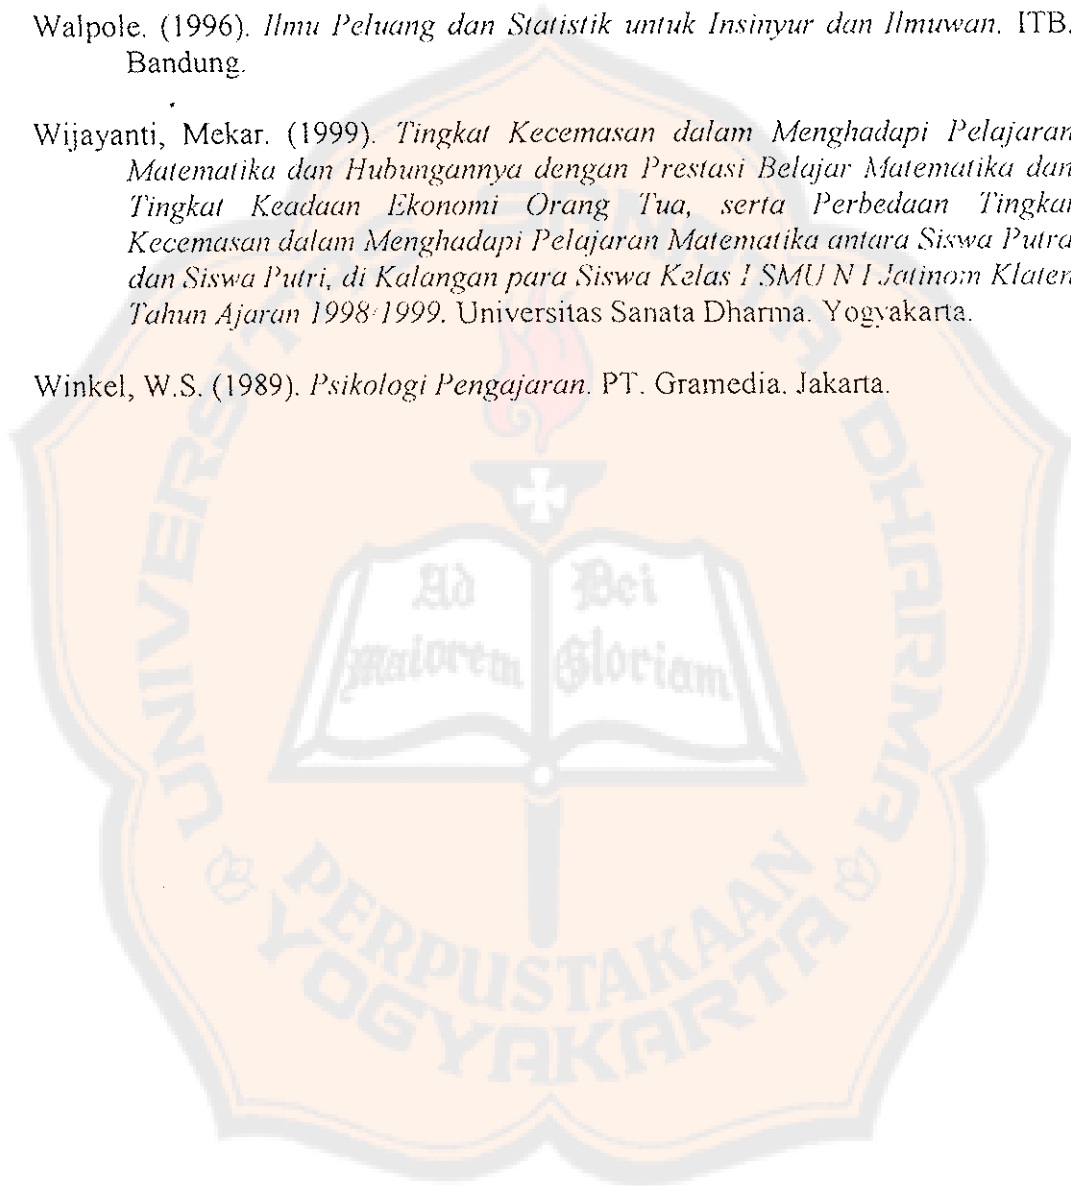 Walpole. (1996). Ilmu Peluang dan Statistik untuk Insinyur dan Ilmuwan. ITB.
Bandung.
Wijayanti, Mekar. (1999). Tingkat Kecemasan dalam Menghadapi Pelajaran
Matematika dan Hubungannya dengan Prestasi Belajar Matematika dan
Tingkat Keadaan Ekonomi Orang Tua, serta Perbedaan Tingkat
Kecemasan dalam Menghadapi Pelajaran Matematika antara Siswa Putra
dan Siswa Putri, di Kalangan para Siswa Kelas I SMU N I Jatinom Klaten
Tahun Ajaran 1998/1999. Universitas Sanata Dharma. Yogyakarta.
Winkel, W.S. (1989). Psikologi Pengajaran. PT. Gramedia. Jakarta.
UNIVERSITAS SANATA DHARMA
Ad Dei
Maiorem Gloriam
PERPUSTAKAAN
YOGYAKARTA